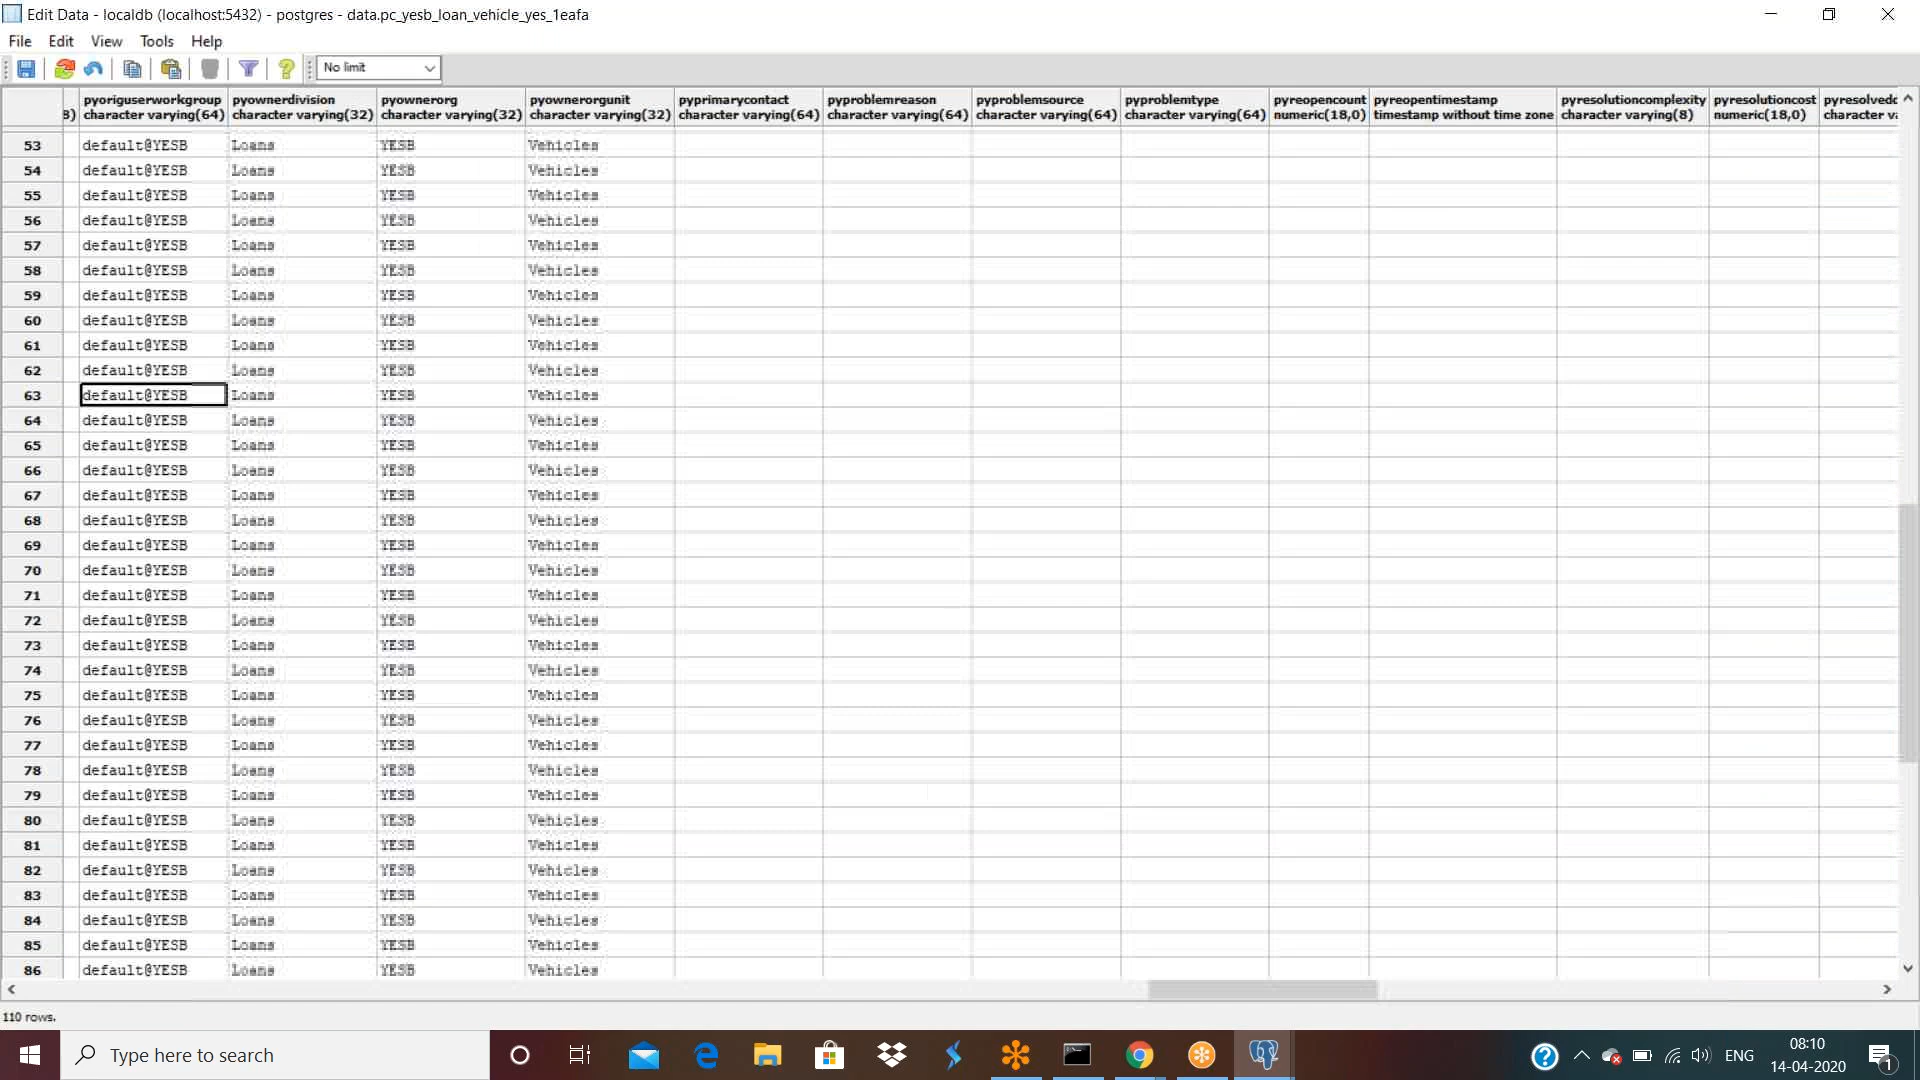 Edit Data - localdb (localhost:5432) - postgres - data.pc_yesb_loan_vehicle_yes_1eafa
File Edit View Tools Help
No limit
pyoriguserworkgroup pyownerdivision pyownerorg pyownerorgunit pyprimarycontact pyproblemreason pyproblemsource pyproblemtype pyreopencount pyreopentimestamp pyresolutioncomplexity pyresolutioncost pyresolvedc
8) character varying(64) character varying(32) character varying(32) character varying(32) character varying(64) character varying(64) character varying(64) character varying(64) numeric(18,0) timestamp without time zone character varying(8) numeric(18,0) character va
53 default@YESB Loans YESB Vehicles
54 default@YESB Loans YESB Vehicles
55 default@YESB Loans YESB Vehicles
56 default@YESB Loans YESB Vehicles
57 default@YESB Loans YESB Vehicles
58 default@YESB Loans YESB Vehicles
59 default@YESB Loans YESB Vehicles
60 default@YESB Loans YESB Vehicles
61 default@YESB Loans YESB Vehicles
62 default@YESB Loans YESB Vehicles
63 default@YESB Loans YESB Vehicles
64 default@YESB Loans YESB Vehicles
65 default@YESB Loans YESB Vehicles
66 default@YESB Loans YESB Vehicles
67 default@YESB Loans YESB Vehicles
68 default@YESB Loans YESB Vehicles
69 default@YESB Loans YESB Vehicles
70 default@YESB Loans YESB Vehicles
71 default@YESB Loans YESB Vehicles
72 default@YESB Loans YESB Vehicles
73 default@YESB Loans YESB Vehicles
74 default@YESB Loans YESB Vehicles
75 default@YESB Loans YESB Vehicles
76 default@YESB Loans YESB Vehicles
77 default@YESB Loans YESB Vehicles
78 default@YESB Loans YESB Vehicles
79 default@YESB Loans YESB Vehicles
80 default@YESB Loans YESB Vehicles
81 default@YESB Loans YESB Vehicles
82 default@YESB Loans YESB Vehicles
83 default@YESB Loans YESB Vehicles
84 default@YESB Loans YESB Vehicles
85 default@YESB Loans YESB Vehicles
86 default@YESB Loans YESB Vehicles
110 rows.
Type here to search
ENG
08:10
14-04-2020
1